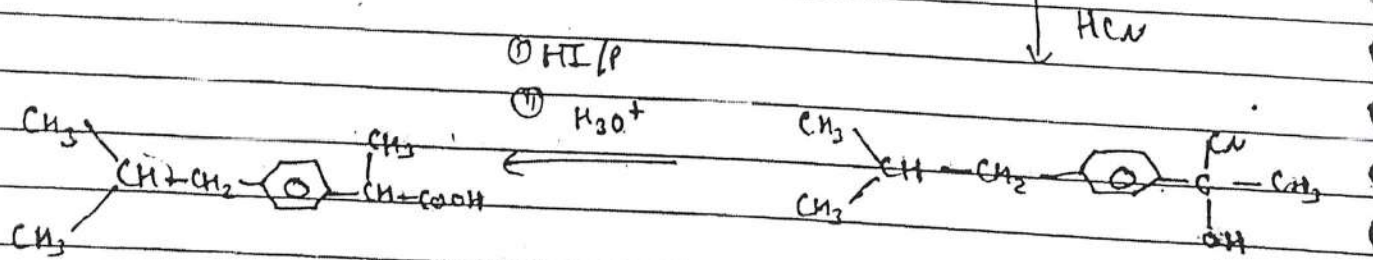 HCN
① HI/P
② H3O+
CH3 CH3 CH3 CN
CH-CH2- -CH-COOH CH-CH2- -C-CH3
CH3 CH3 OH